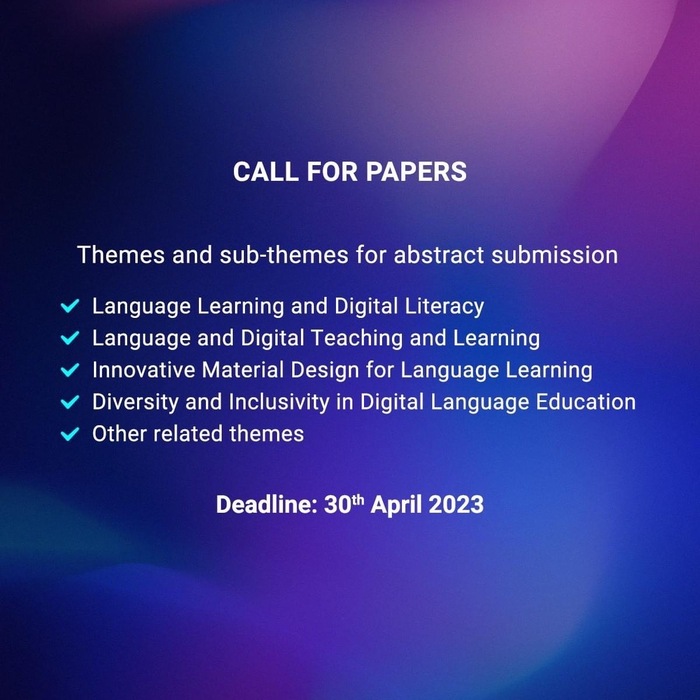 CALL FOR PAPERS
Themes and sub-themes for abstract submission
Language Learning and Digital Literacy
Language and Digital Teaching and Learning
Innovative Material Design for Language Learning
Diversity and Inclusivity in Digital Language Education
Other related themes
Deadline: 30th April 2023